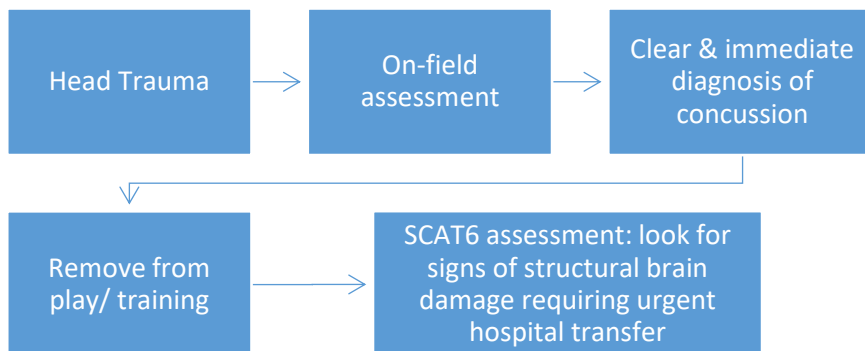 Head Trauma
On-field
assessment
Clear & immediate
diagnosis of
concussion
Remove from
play/ training
SCAT6 assessment: look for
signs of structural brain
damage requiring urgent
hospital transfer